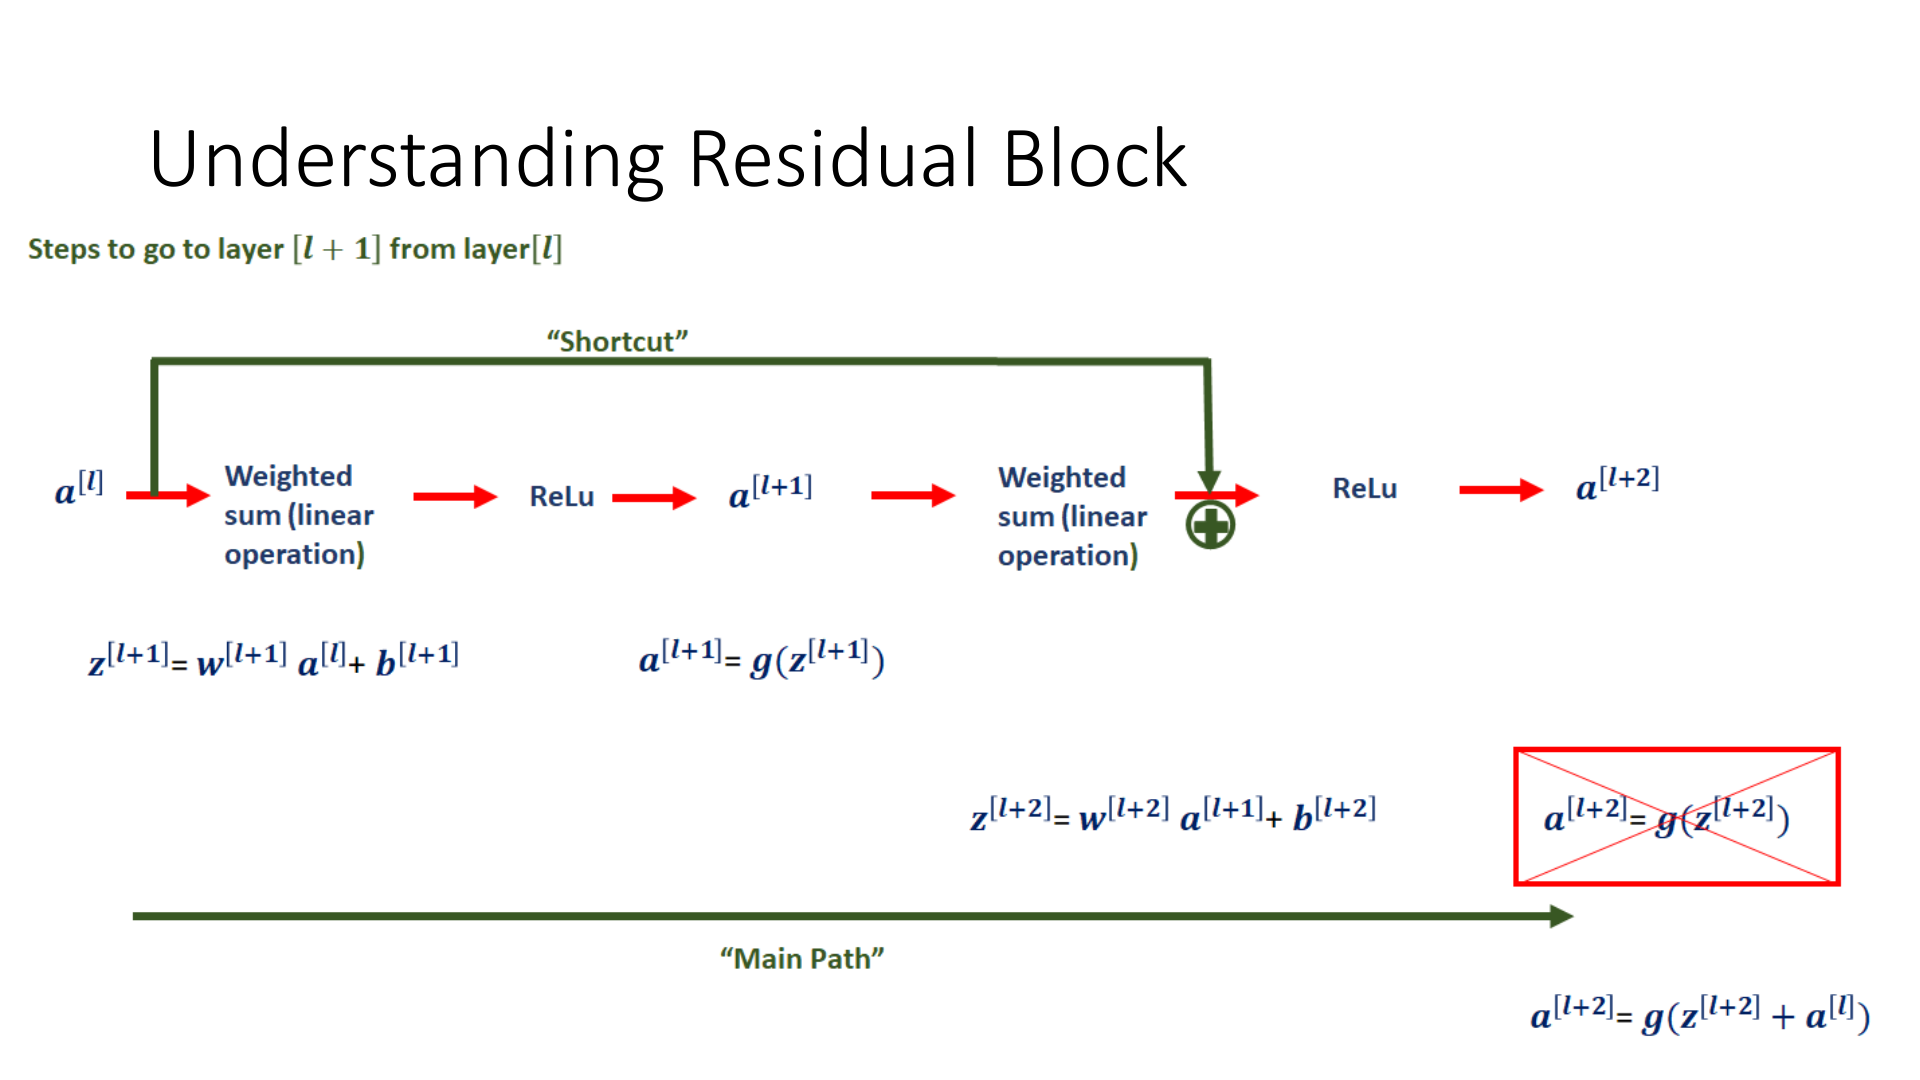 Understanding Residual Block
Steps to go to layer [l + 1] from layer[l]
“Shortcut”
a^[l]
Weighted
sum (linear
operation)
ReLu
a^[l+1]
Weighted
sum (linear
operation)
ReLu
a^[l+2]
z^[l+1]= w^[l+1] a^[l]+ b^[l+1]
a^[l+1]= g(z^[l+1])
z^[l+2]= w^[l+2] a^[l+1]+ b^[l+2]
a^[l+2]= g(z^[l+2])
“Main Path”
a^[l+2]= g(z^[l+2] + a^[l])